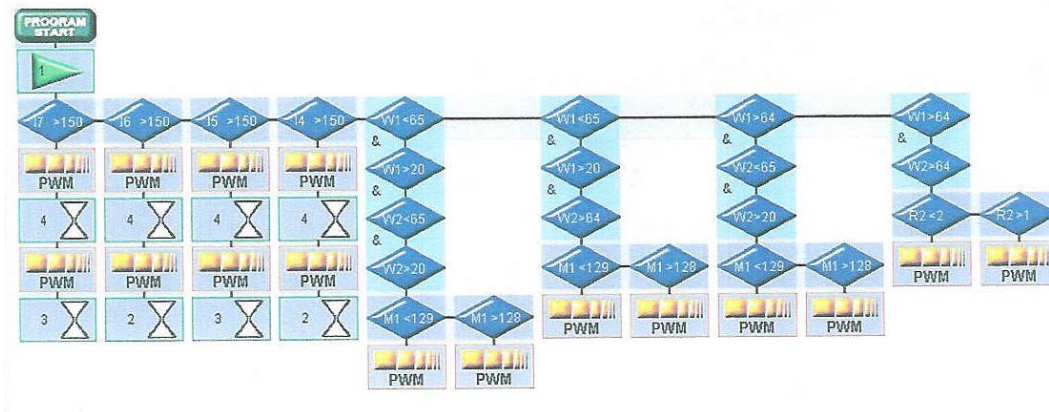 PROGRAM
START
1
I7 >150 I6 >150 I5 >150 I4 >150 W1<65 W1<65 W1>64 W1>64
& & & &
PWM PWM PWM PWM W1>20 W1>20 W2<65 W2>64
& & &
4 4 4 4 W2<65 W2>64 W2>20 R2 <2 R2 >1
&
PWM PWM PWM PWM W2>20 M1 <129 M1 >128 M1 <129 M1 >128 PWM PWM
3 2 3 2 M1 <129 M1 >128 PWM PWM PWM PWM
PWM PWM